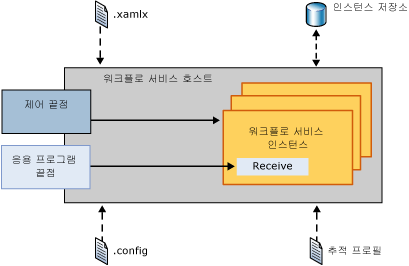 .xamlx
인스턴스 저장소
워크플로 서비스 호스트
제어 끝점
워크플로 서비스
인스턴스
응용 프로그램
끝점
Receive
.config
추적 프로필